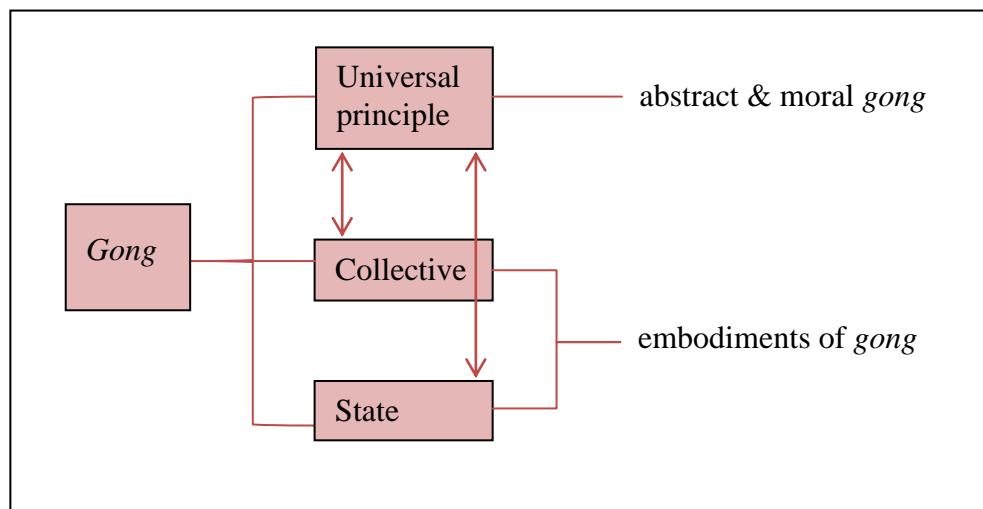 Universal
principle
abstract & moral gong
Gong
Collective
embodiments of gong
State